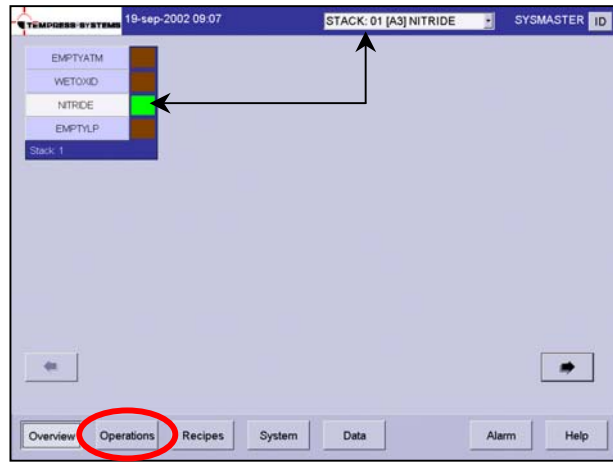 TEMPRESS SYSTEMS 19-sep-2002 09:07 STACK: 01 [A3] NITRIDE SYSMASTER ID
EMPTYATM
WETOXID
NITRIDE
EMPTYLP
Stack: 1
Overview Operations Recipes System Data Alarm Help